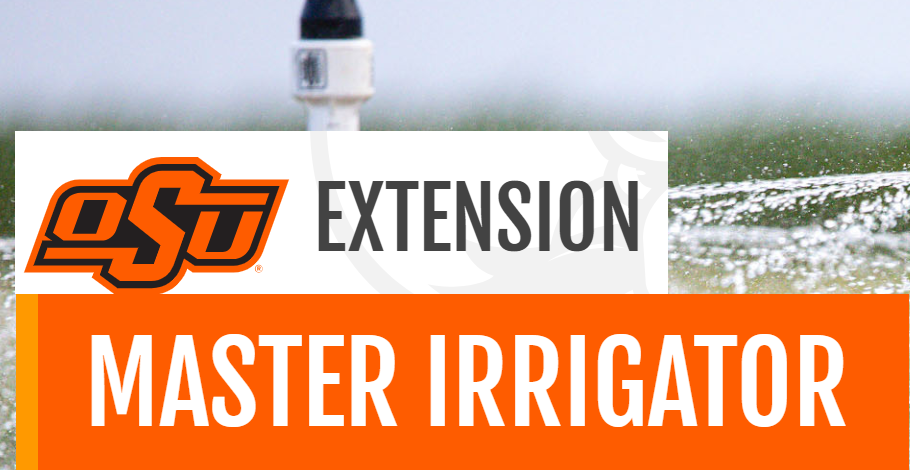 OSU EXTENSION
®
MASTER IRRIGATOR